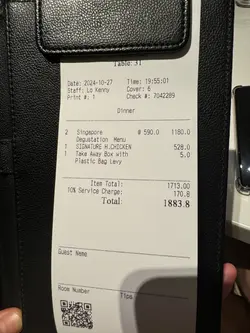 Table: 31
Date: 2024-10-27 Time: 19:55:01
Staff: Lo Kenny Cover: 6
Print #: 1 Check #: 7042289
Dinner
2 Singapore @ 590.0 1180.0
Degustation Menu
1 SIGNATURE H.CHICKEN 528.0
1 Take Away Box with 5.0
Plastic Bag Levy
Item Total: 1713.00
10% Service Charge: 170.8
Total: 1883.8
Guest Name
Room Number Tips